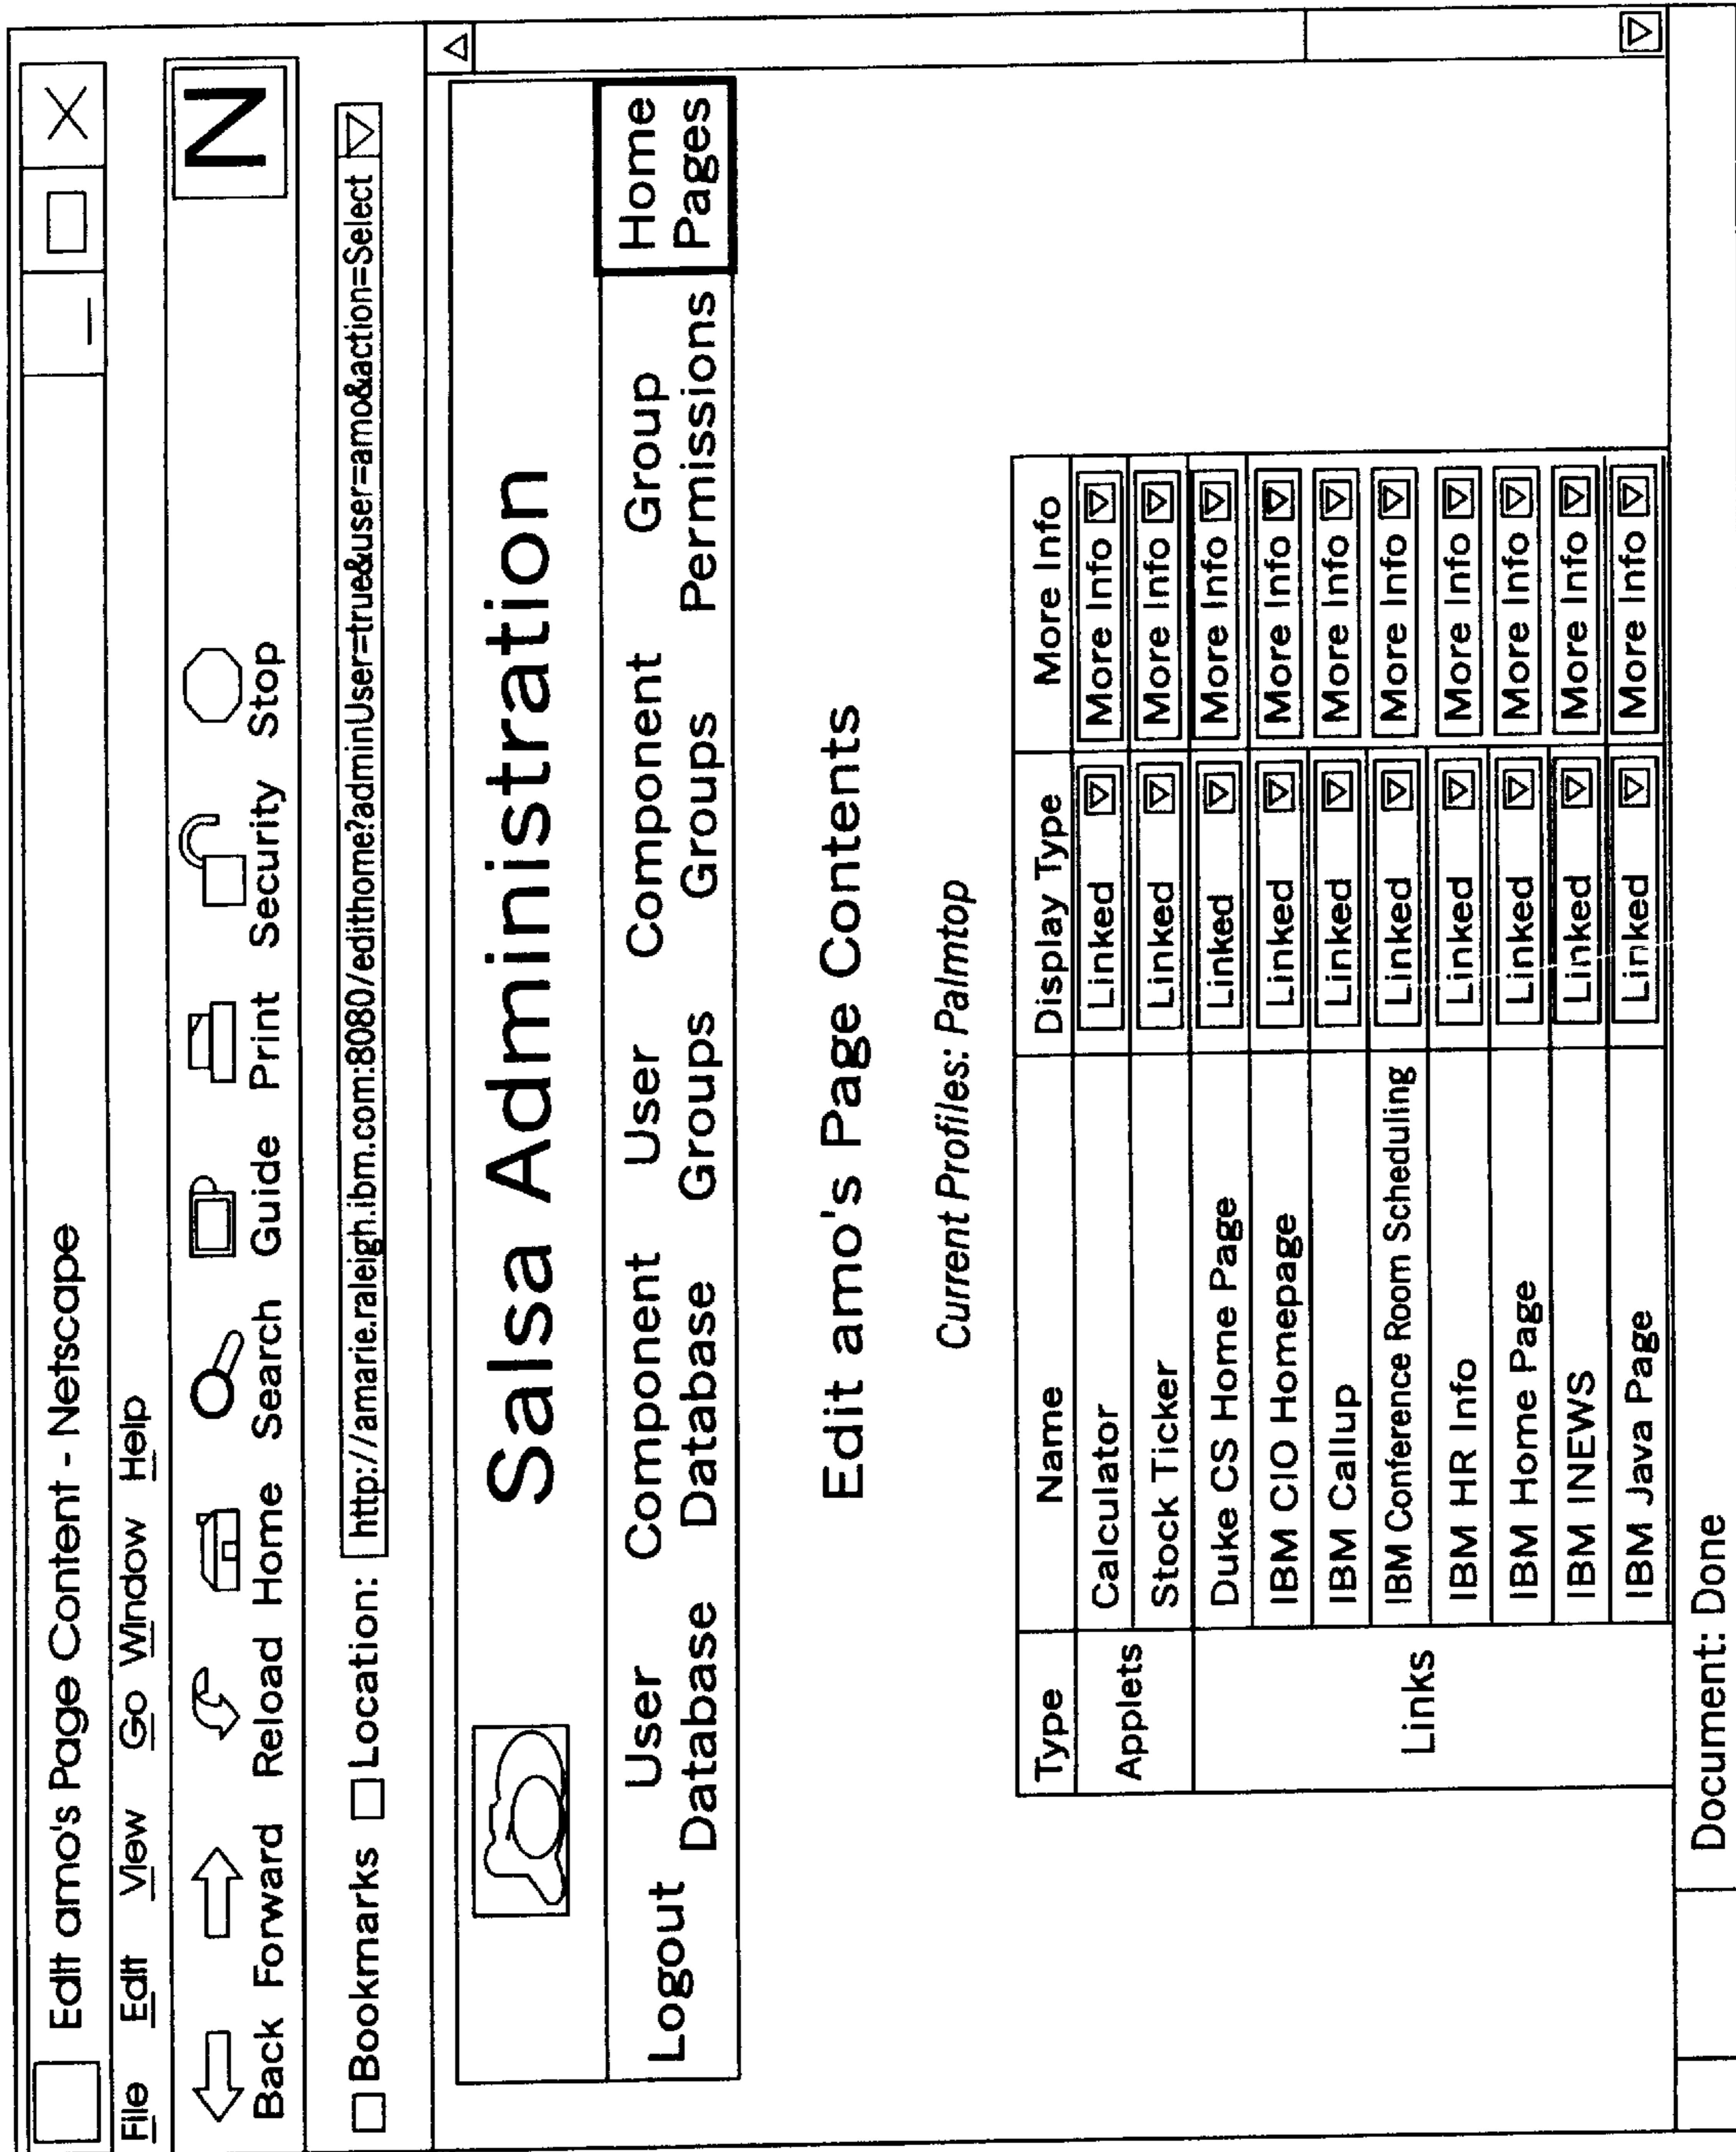 Edit amo's Page Content - Netscape
File Edit View Go Window Help
N
Back Forward Reload Home Search Guide Print Security Stop
Bookmarks Location: http://amarie.raleigh.ibm.com:8080/edithome?adminUser=true&user=amo&action=Select
Salsa Administration
Logout User Database Component Database User Groups Component Groups Group Permissions Home Pages
Edit amo's Page Contents
Current Profiles: Palmtop
Type Name Display Type More Info
Applets Calculator Linked More Info
Stock Ticker Linked More Info
Links Duke CS Home Page Linked More Info
IBM CIO Homepage Linked More Info
IBM Callup Linked More Info
IBM Conference Room Scheduling Linked More Info
IBM HR Info Linked More Info
IBM Home Page Linked More Info
IBM INEWS Linked More Info
IBM Java Page Linked More Info
Document: Done